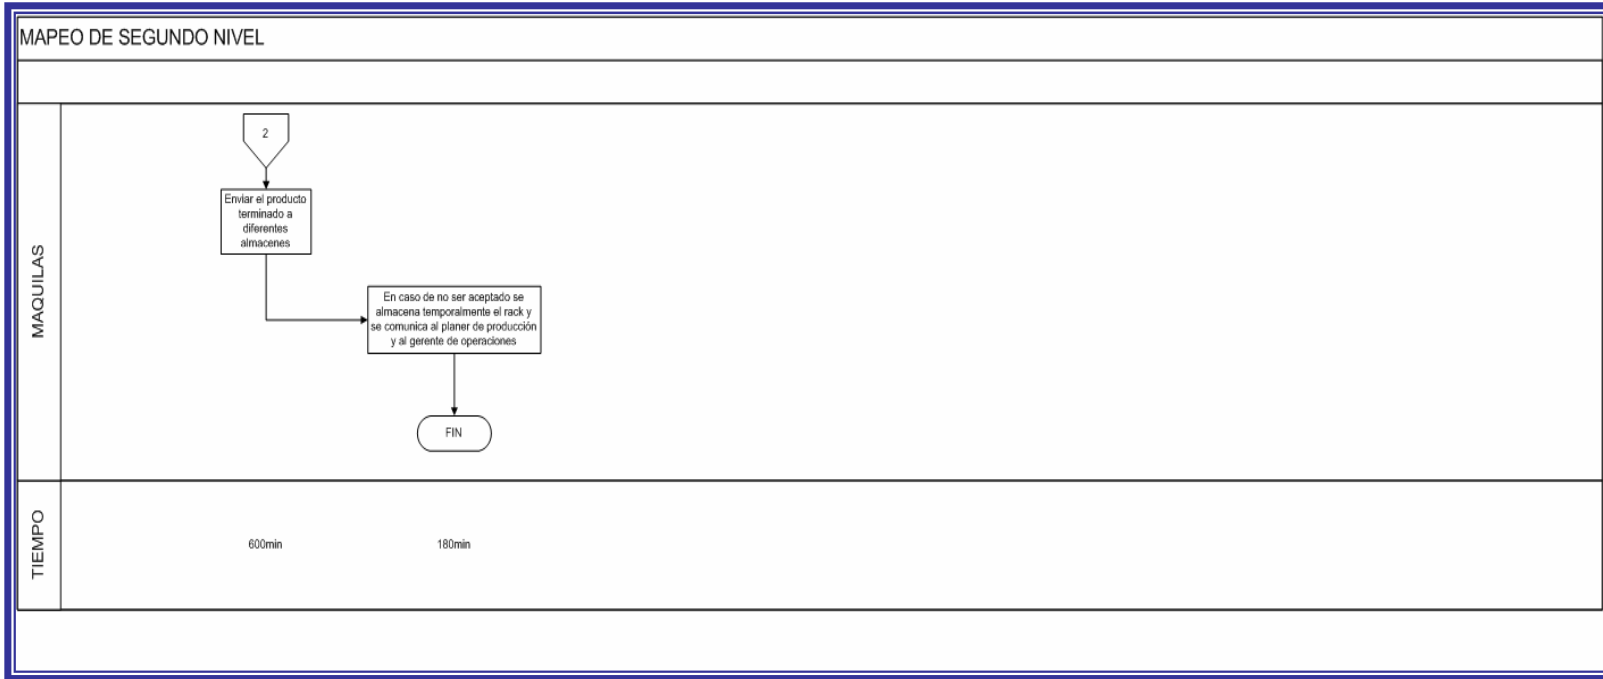 MAPEO DE SEGUNDO NIVEL
MAQUILAS
2
Enviar el producto
terminado a
diferentes
almacenes
En caso de no ser aceptado se
almacena temporalmente el rack y
se comunica al planer de producción
y al gerente de operaciones
FIN
TIEMPO
600min
180min